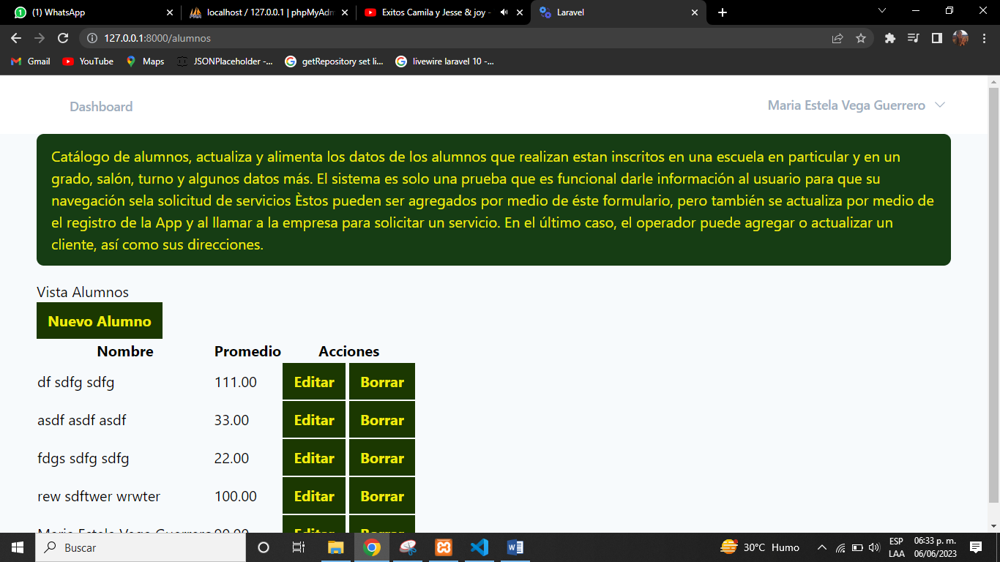 (1) WhatsApp
localhost / 127.0.0.1 | phpMyAdm
Exitos Camila y Jesse & joy -
Laravel
127.0.0.1:8000/alumnos
Gmail
YouTube
Maps
JSONPlaceholder -...
getRepository set li...
livewire laravel 10 -...
Dashboard
Maria Estela Vega Guerrero
Catálogo de alumnos, actualiza y alimenta los datos de los alumnos que realizan estan inscritos en una escuela en particular y en un
grado, salón, turno y algunos datos más. El sistema es solo una prueba que es funcional darle información al usuario para que su
navegación sela solicitud de servicios Èstos pueden ser agregados por medio de éste formulario, pero también se actualiza por medio de
el registro de la App y al llamar a la empresa para solicitar un servicio. En el último caso, el operador puede agregar o actualizar un
cliente, así como sus direcciones.
Vista Alumnos
Nuevo Alumno
Nombre Promedio Acciones
df sdfg sdfg 111.00 Editar Borrar
asdf asdf asdf 33.00 Editar Borrar
fdgs sdfg sdfg 22.00 Editar Borrar
rew sdftwer wrwter 100.00 Editar Borrar
Maria Estela Vega Guerrero 90.00 Editar Borrar
Buscar
30°C Humo
ESP
LAA
06:33 p. m.
06/06/2023